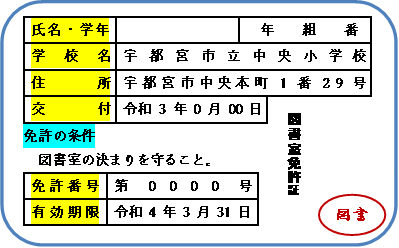 氏名・学年 年 組 番
学校名 宇都宮市立中央小学校
住所 宇都宮市中央本町1番29号
交付 令和3年0月00日
免許の条件
図書室の決まりを守ること。
免許番号 第0000号
有効期限 令和4年3月31日
図書室免許証
図書